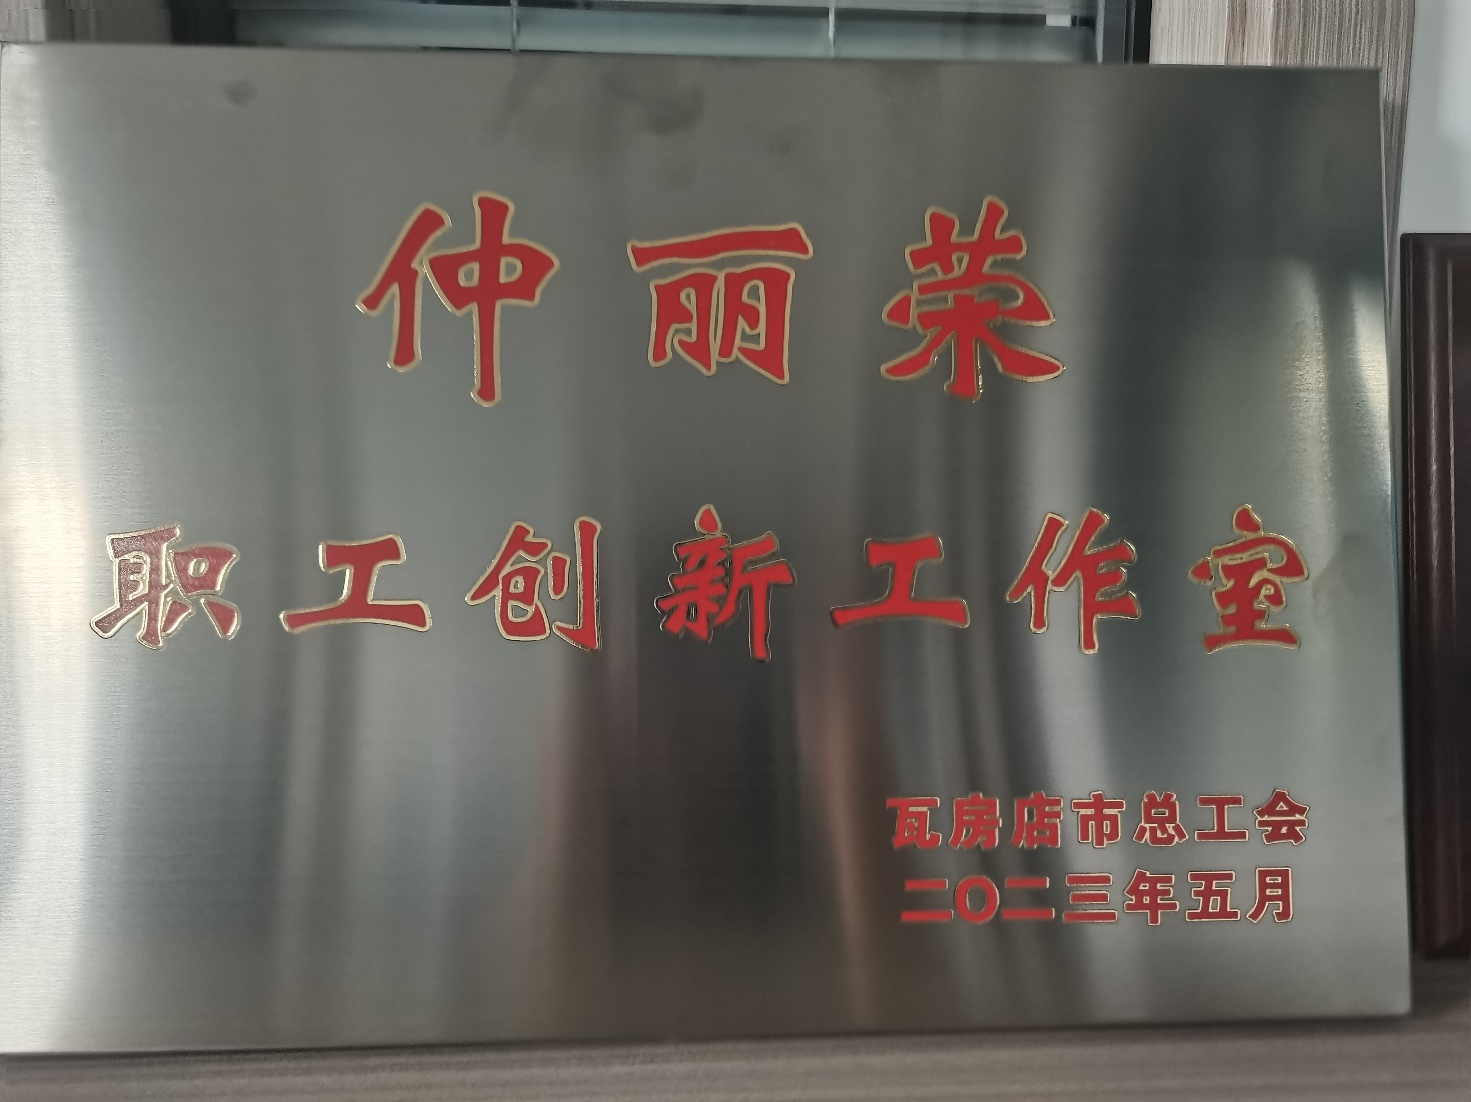 仲丽荣
职工创新工作室
瓦房店市总工会
二〇二三年五月